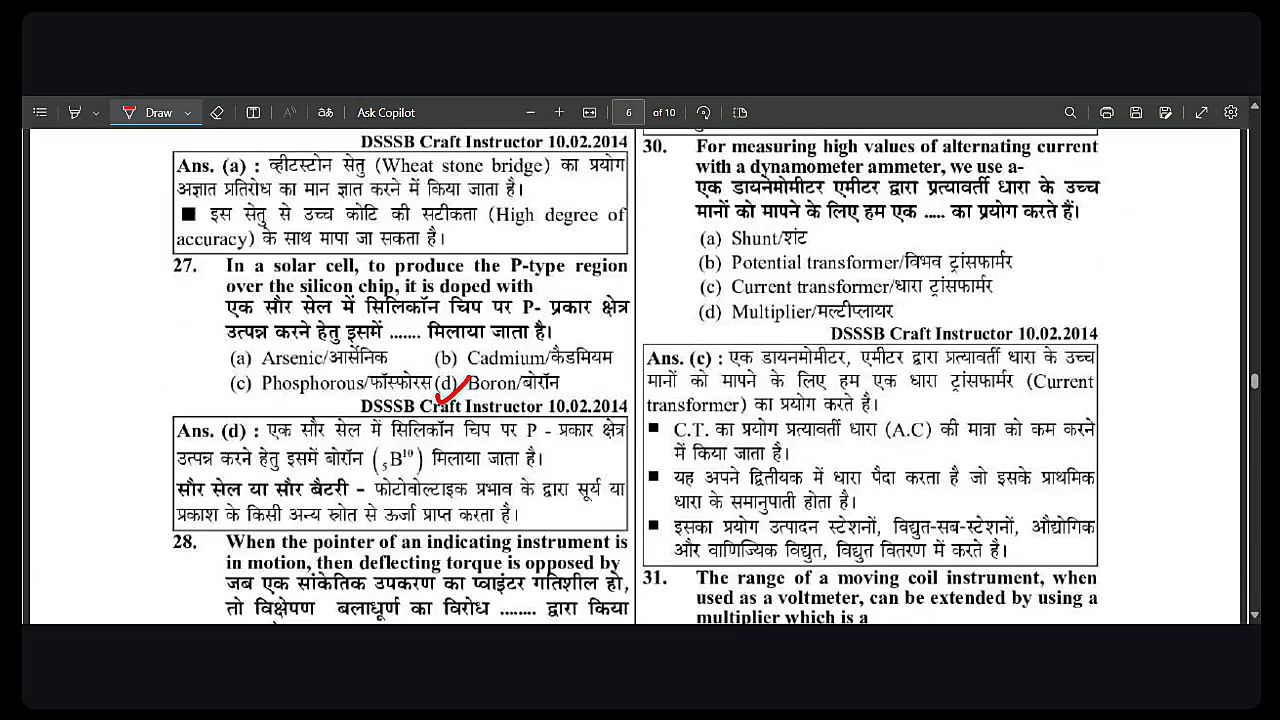 Draw
aあ
Ask Copilot
6 of 10
DSSSB Craft Instructor 10.02.2014
Ans. (a) : व्हीटस्टोन सेतु (Wheat stone bridge) का प्रयोग
अज्ञात प्रतिरोध का मान ज्ञात करने में किया जाता है।
■ इस सेतु से उच्च कोटि की सटीकता (High degree of
accuracy) के साथ मापा जा सकता है।
27. In a solar cell, to produce the P-type region
over the silicon chip, it is doped with
एक सौर सेल में सिलिकॉन चिप पर P- प्रकार क्षेत्र
उत्पन्न करने हेतु इसमें ....... मिलाया जाता है।
(a) Arsenic/आर्सेनिक (b) Cadmium/कैडमियम
(c) Phosphorous/फॉस्फोरस (d) Boron/बोरॉन
DSSSB Craft Instructor 10.02.2014
Ans. (d) : एक सौर सेल में सिलिकॉन चिप पर P - प्रकार क्षेत्र
उत्पन्न करने हेतु इसमें बोरॉन (₅B¹⁰) मिलाया जाता है।
सौर सेल या सौर बैटरी – फोटोवोल्टाइक प्रभाव के द्वारा सूर्य या
प्रकाश के किसी अन्य स्रोत से ऊर्जा प्राप्त करता है।
28. When the pointer of an indicating instrument is
in motion, then deflecting torque is opposed by
जब एक सांकेतिक उपकरण का प्वाइंटर गतिशील हो,
तो विक्षेपण बलाधूर्ण का विरोध ........ द्वारा किया
30. For measuring high values of alternating current
with a dynamometer ammeter, we use a-
एक डायनेमोमीटर एमीटर द्वारा प्रत्यावर्ती धारा के उच्च
मानों को मापने के लिए हम एक ..... का प्रयोग करते हैं।
(a) Shunt/शंट
(b) Potential transformer/विभव ट्रांसफार्मर
(c) Current transformer/धारा ट्रांसफार्मर
(d) Multiplier/मल्टीप्लायर
DSSSB Craft Instructor 10.02.2014
Ans. (c) : एक डायनमोमीटर, एमीटर द्वारा प्रत्यावर्ती धारा के उच्च
मानों को मापने के लिए हम एक धारा ट्रांसफार्मर (Current
transformer) का प्रयोग करते है।
■ C.T. का प्रयोग प्रत्यावर्ती धारा (A.C) की मात्रा को कम करने
में किया जाता है।
■ यह अपने द्वितीयक में धारा पैदा करता है जो इसके प्राथमिक
धारा के समानुपाती होता है।
■ इसका प्रयोग उत्पादन स्टेशनों, विद्युत-सब-स्टेशनों, औद्योगिक
और वाणिज्यिक विद्युत, विद्युत वितरण में करते है।
31. The range of a moving coil instrument, when
used as a voltmeter, can be extended by using a
multiplier which is a